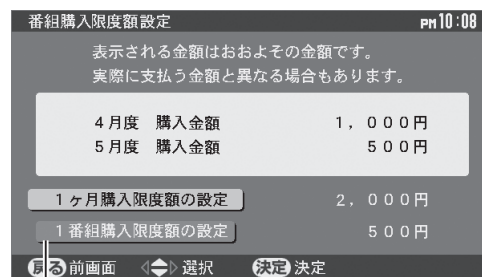 番組購入限度額設定 PM10:08
表示される金額はおおよその金額です。
実際に支払う金額と異なる場合もあります。
4月度 購入金額 1,000円
5月度 購入金額 500円
1ヶ月購入限度額の設定 2,000円
1番組購入限度額の設定 500円
戻る 前画面 選択 決定 決定